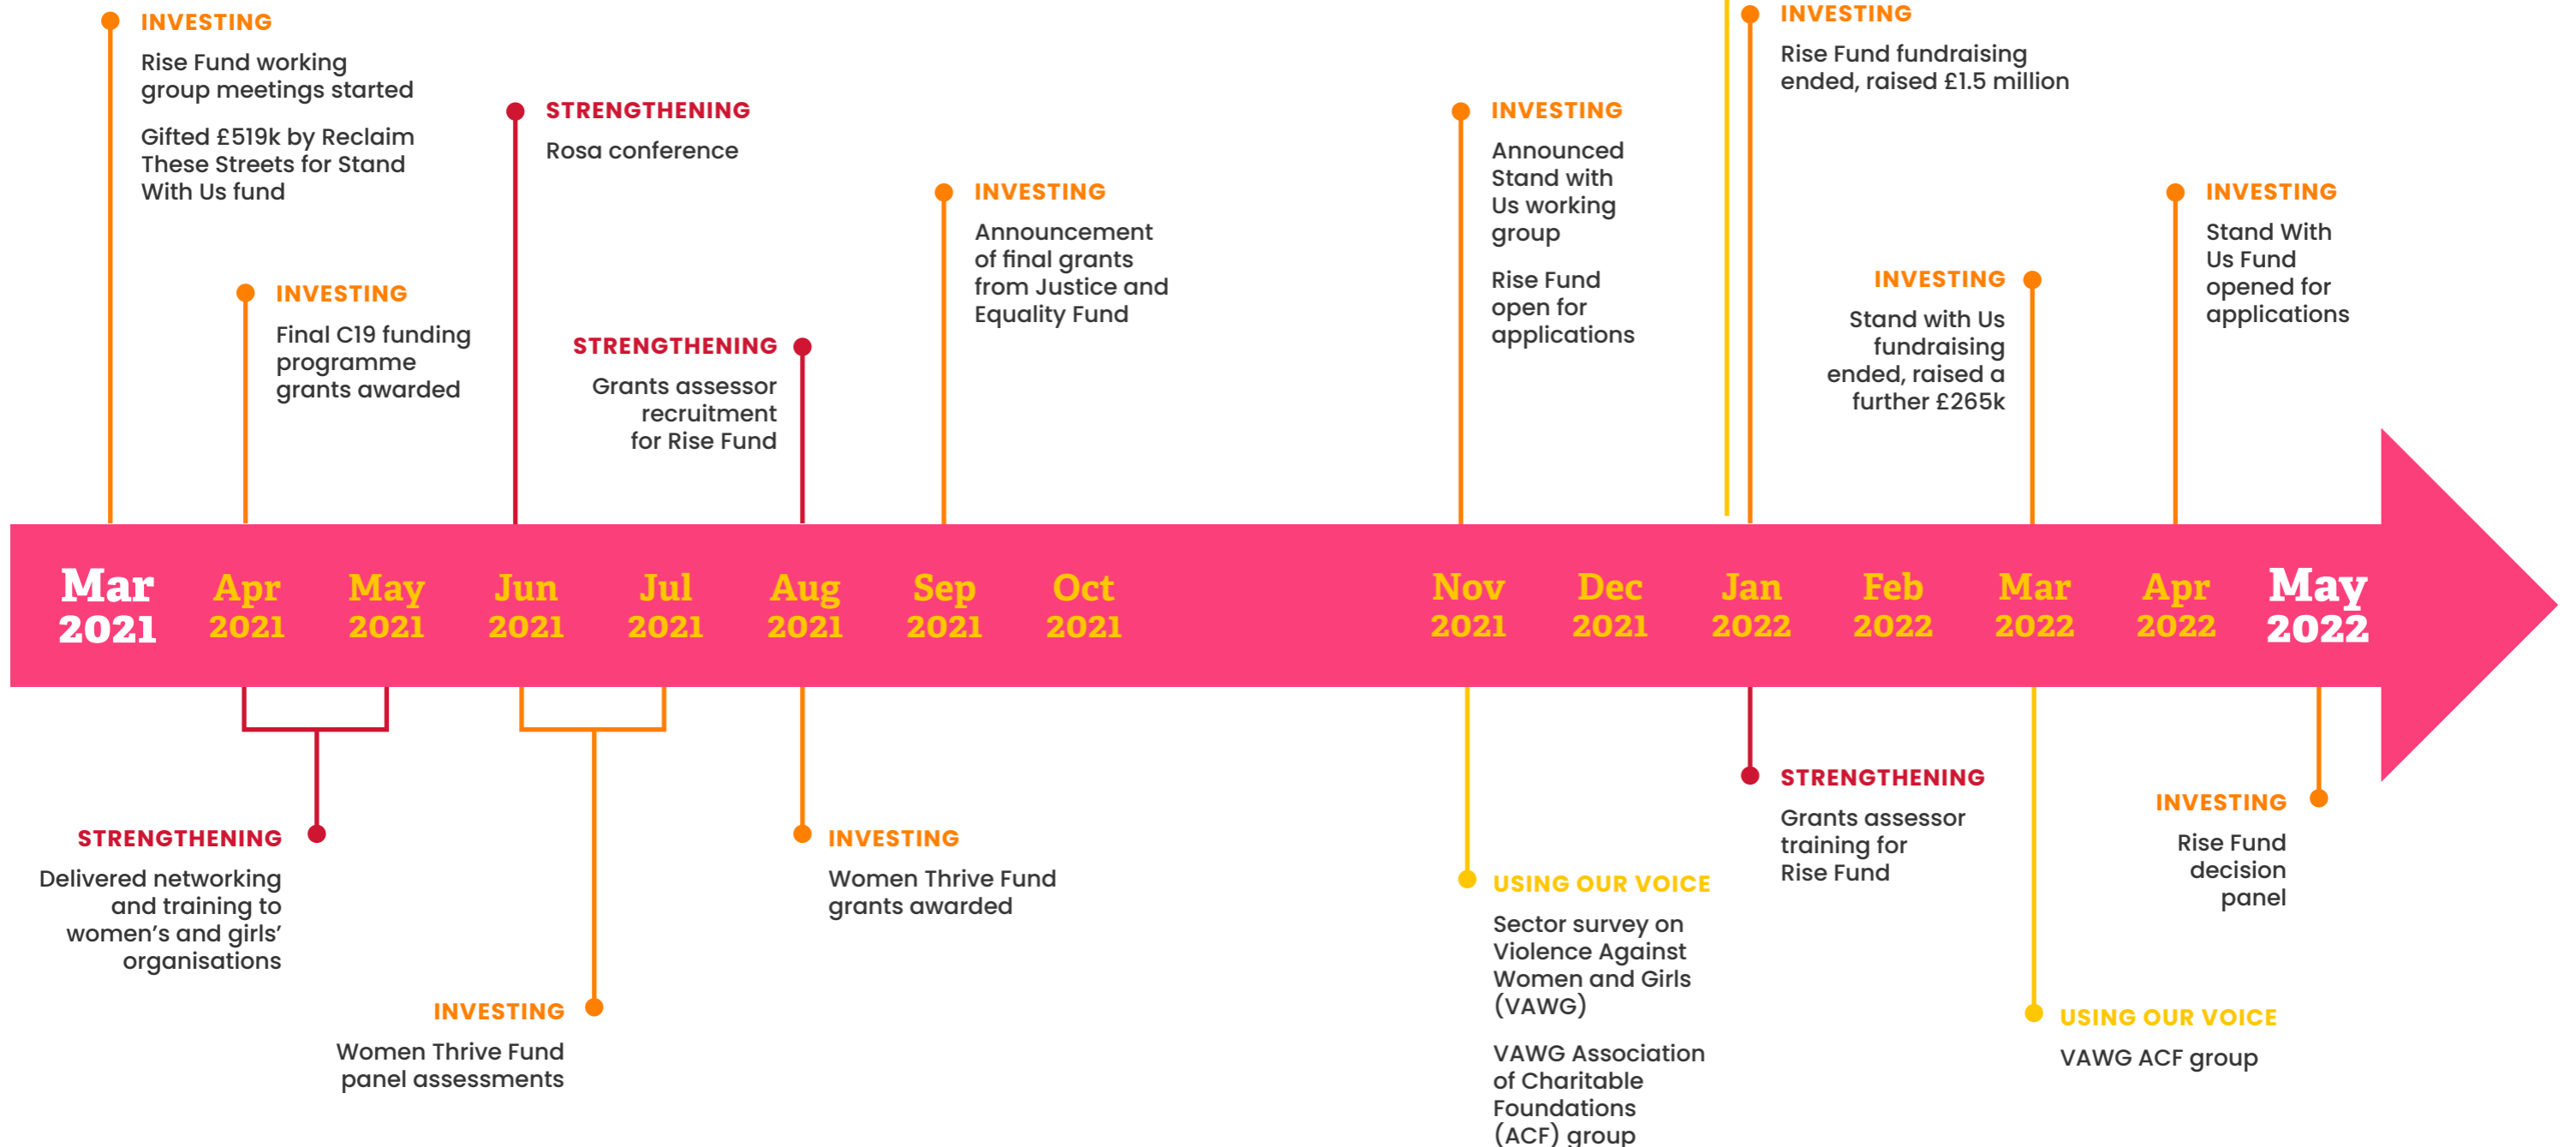 INVESTING
Rise Fund working
group meetings started
Gifted £519k by Reclaim
These Streets for Stand
With Us fund
INVESTING
Final C19 funding
programme
grants awarded
STRENGTHENING
Rosa conference
STRENGTHENING
Grants assessor
recruitment
for Rise Fund
INVESTING
Announcement
of final grants
from Justice and
Equality Fund
INVESTING
Announced
Stand with
Us working
group
Rise Fund
open for
applications
INVESTING
Rise Fund fundraising
ended, raised £1.5 million
INVESTING
Stand with Us
fundraising
ended, raised a
further £265k
INVESTING
Stand With
Us Fund
opened for
applications
Mar
2021
Apr
2021
May
2021
Jun
2021
Jul
2021
Aug
2021
Sep
2021
Oct
2021
Nov
2021
Dec
2021
Jan
2022
Feb
2022
Mar
2022
Apr
2022
May
2022
STRENGTHENING
Delivered networking
and training to
women’s and girls’
organisations
INVESTING
Women Thrive Fund
panel assessments
INVESTING
Women Thrive Fund
grants awarded
USING OUR VOICE
Sector survey on
Violence Against
Women and Girls
(VAWG)
VAWG Association
of Charitable
Foundations
(ACF) group
STRENGTHENING
Grants assessor
training for
Rise Fund
USING OUR VOICE
VAWG ACF group
INVESTING
Rise Fund
decision
panel